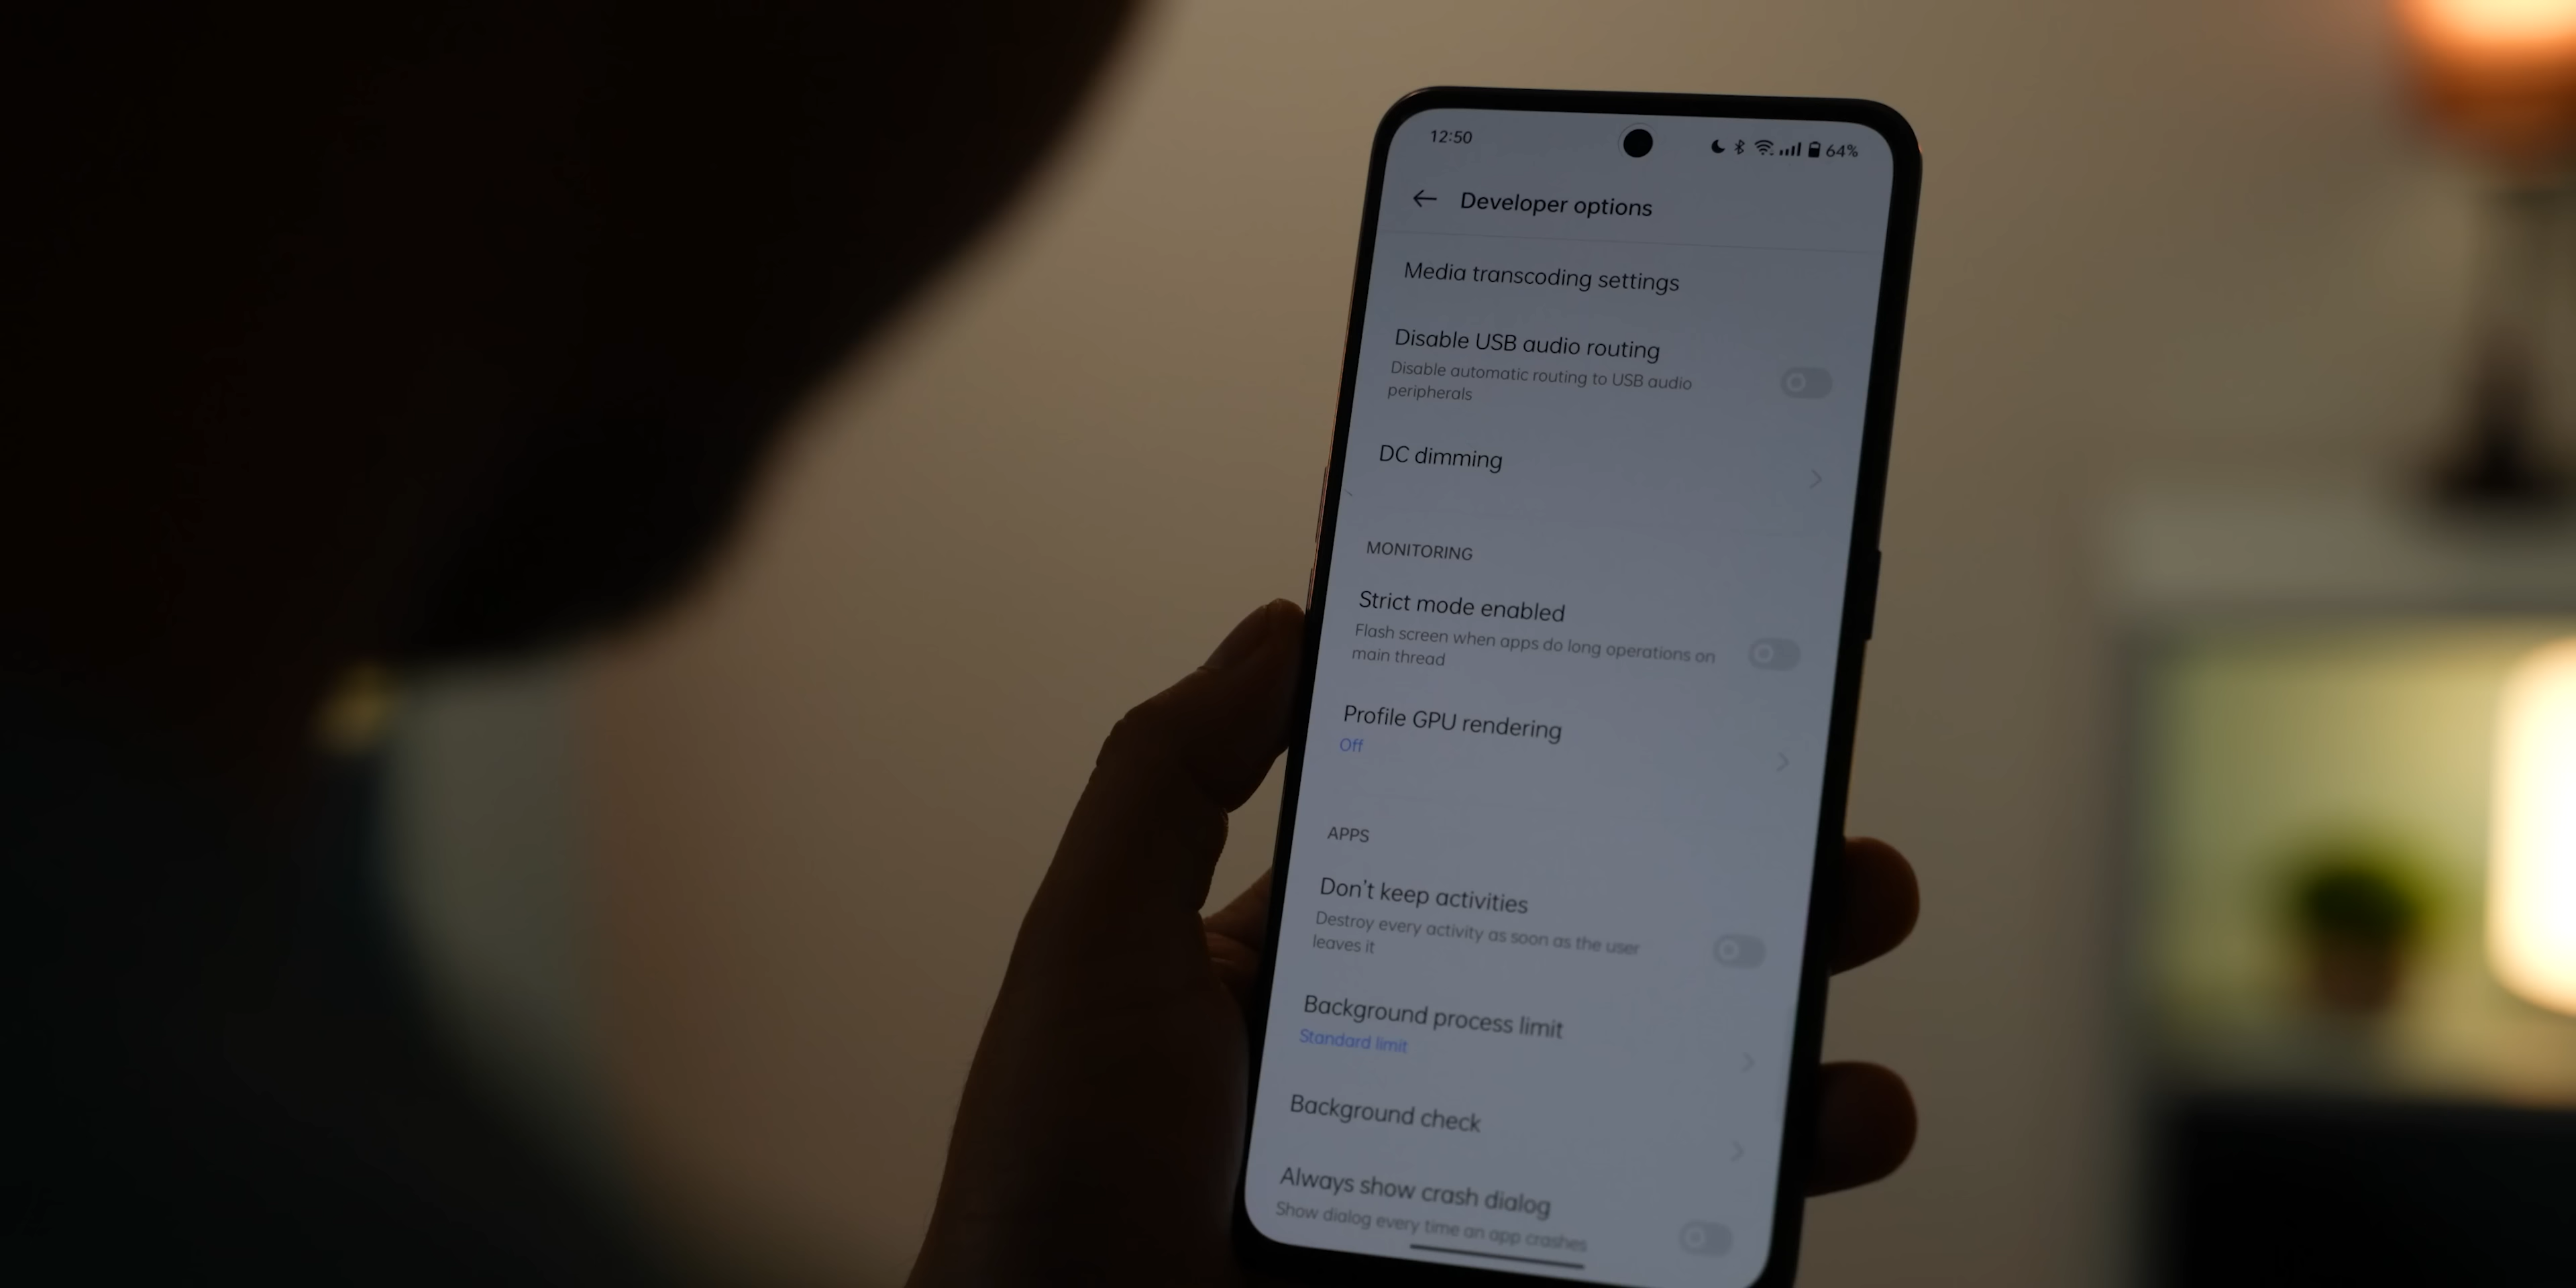 12:50
64%
Developer options
Media transcoding settings
Disable USB audio routing
Disable automatic routing to USB audio
peripherals
DC dimming
MONITORING
Strict mode enabled
Flash screen when apps do long operations on
main thread
Profile GPU rendering
Off
APPS
Don't keep activities
Destroy every activity as soon as the user
leaves it
Background process limit
Standard limit
Background check
Always show crash dialog
Show dialog every time an app crashes